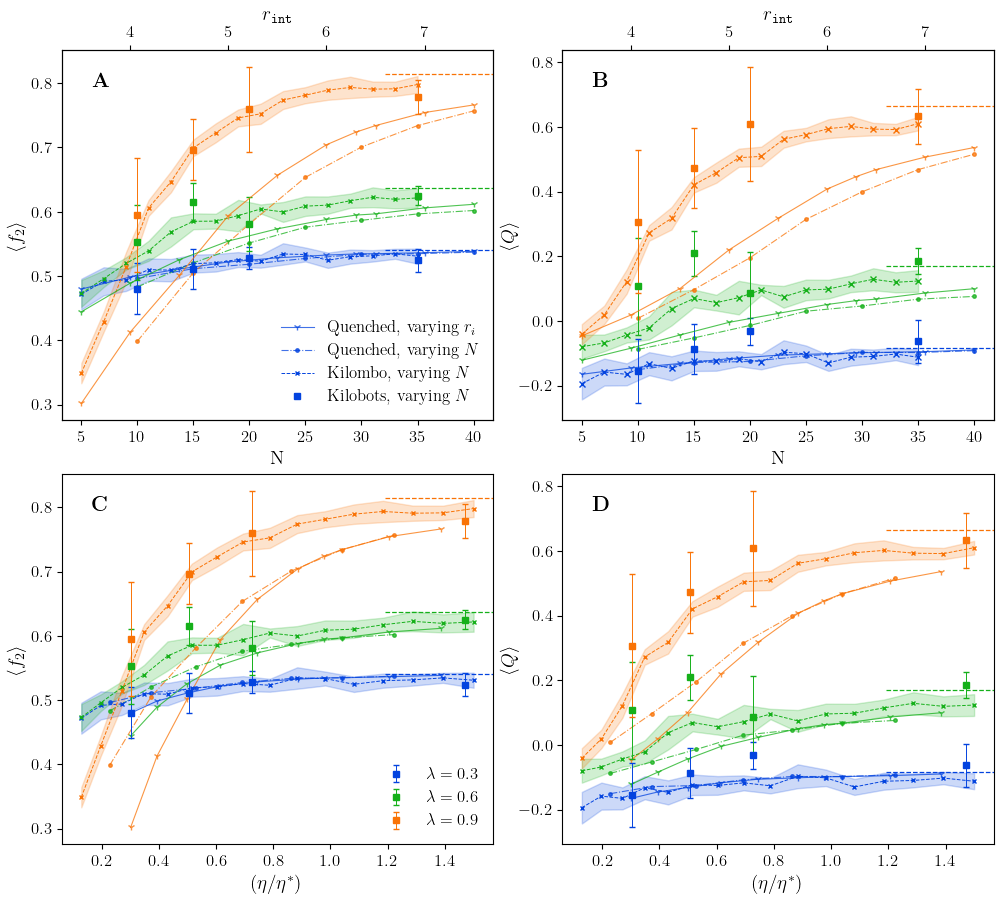 r_int
r_int
4 5 6 7
4 5 6 7
A
B
⟨f₂⟩
0.8
0.7
0.6
0.5
0.4
0.3
Quenched, varying r_i
Quenched, varying N
Kilombo, varying N
Kilobots, varying N
5 10 15 20 25 30 35 40
N
⟨Q⟩
0.8
0.6
0.4
0.2
0.0
−0.2
5 10 15 20 25 30 35 40
N
C
⟨f₂⟩
0.8
0.7
0.6
0.5
0.4
0.3
λ = 0.3
λ = 0.6
λ = 0.9
0.2 0.4 0.6 0.8 1.0 1.2 1.4
(η/η*)
D
⟨Q⟩
0.8
0.6
0.4
0.2
0.0
−0.2
0.2 0.4 0.6 0.8 1.0 1.2 1.4
(η/η*)